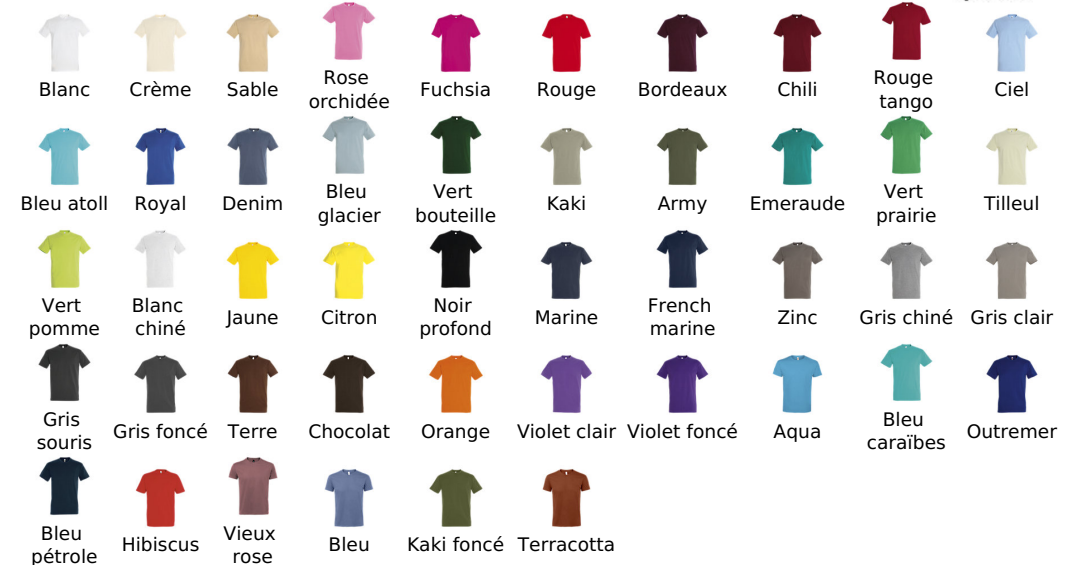 Blanc
Crème
Sable
Rose
orchidée
Fuchsia
Rouge
Bordeaux
Chili
Rouge
tango
Ciel
Bleu atoll
Royal
Denim
Bleu
glacier
Vert
bouteille
Kaki
Army
Emeraude
Vert
prairie
Tilleul
Vert
pomme
Blanc
chiné
Jaune
Citron
Noir
profond
Marine
French
marine
Zinc
Gris chiné
Gris clair
Gris
souris
Gris foncé
Terre
Chocolat
Orange
Violet clair
Violet foncé
Aqua
Bleu
caraïbes
Outremer
Bleu
pétrole
Hibiscus
Vieux
rose
Bleu
Kaki foncé
Terracotta